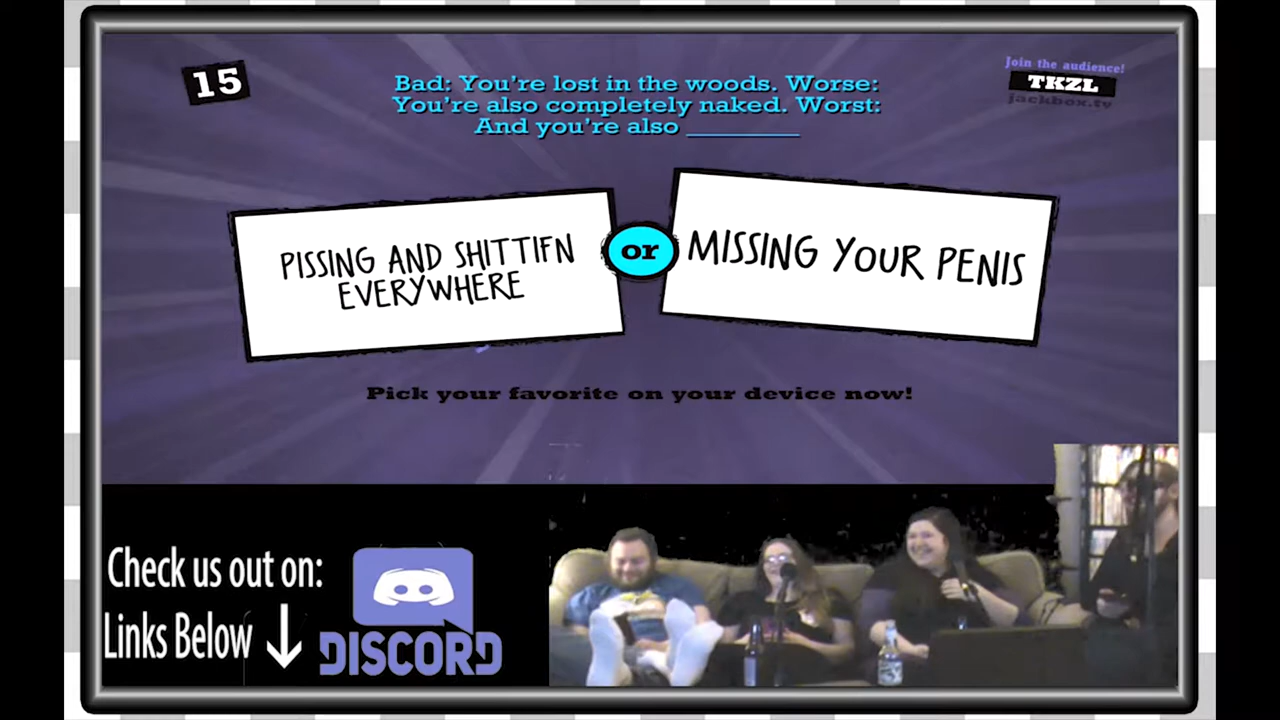 15
Bad: You're lost in the woods. Worse:
You're also completely naked. Worst:
And you're also _________
Join the audience!
TKZL
jackbox.tv
PISSING AND SHITTIFN
EVERYWHERE
or
MISSING YOUR PENIS
Pick your favorite on your device now!
Check us out on:
Links Below
DISCORD